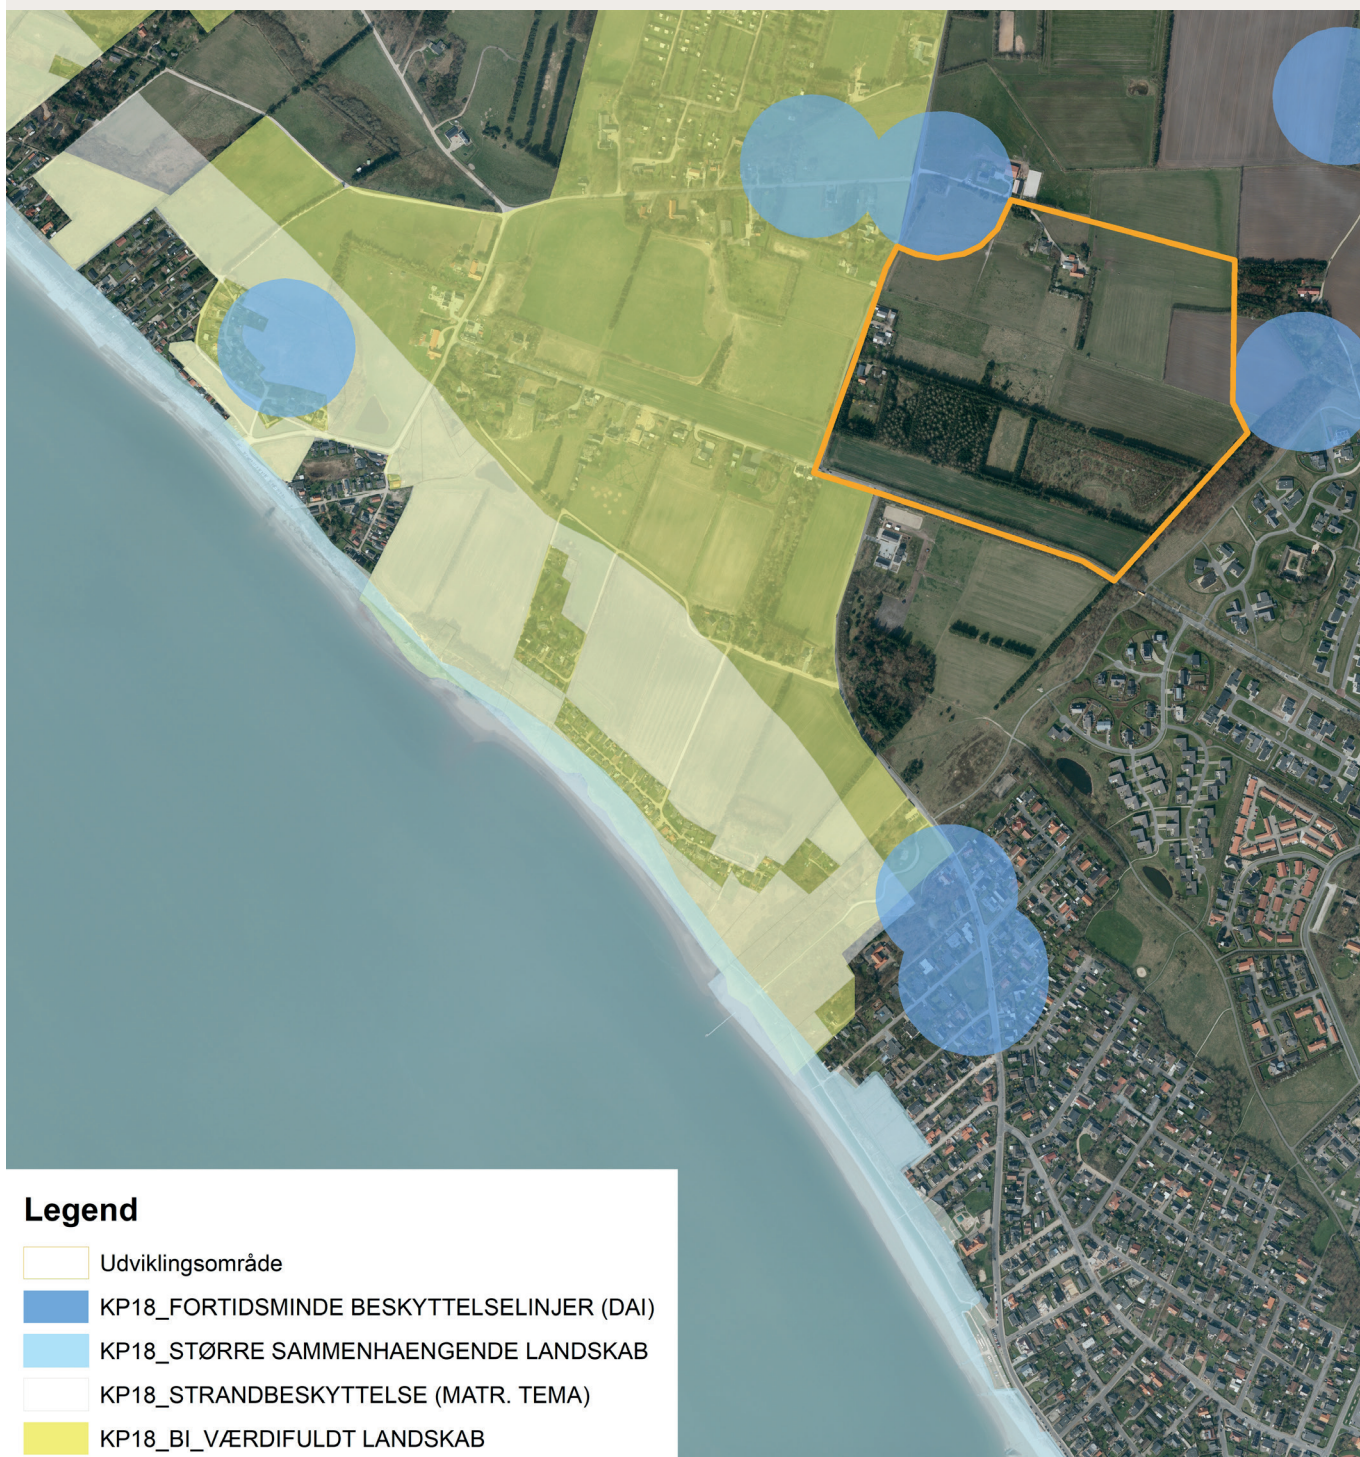 Legend
Udviklingsområde
KP18_FORTIDSMINDE BESKYTTELSELINJER (DAI)
KP18_STØRRE SAMMENHAENGENDE LANDSKAB
KP18_STRANDBESKYTTELSE (MATR. TEMA)
KP18_BI_VÆRDIFULDT LANDSKAB